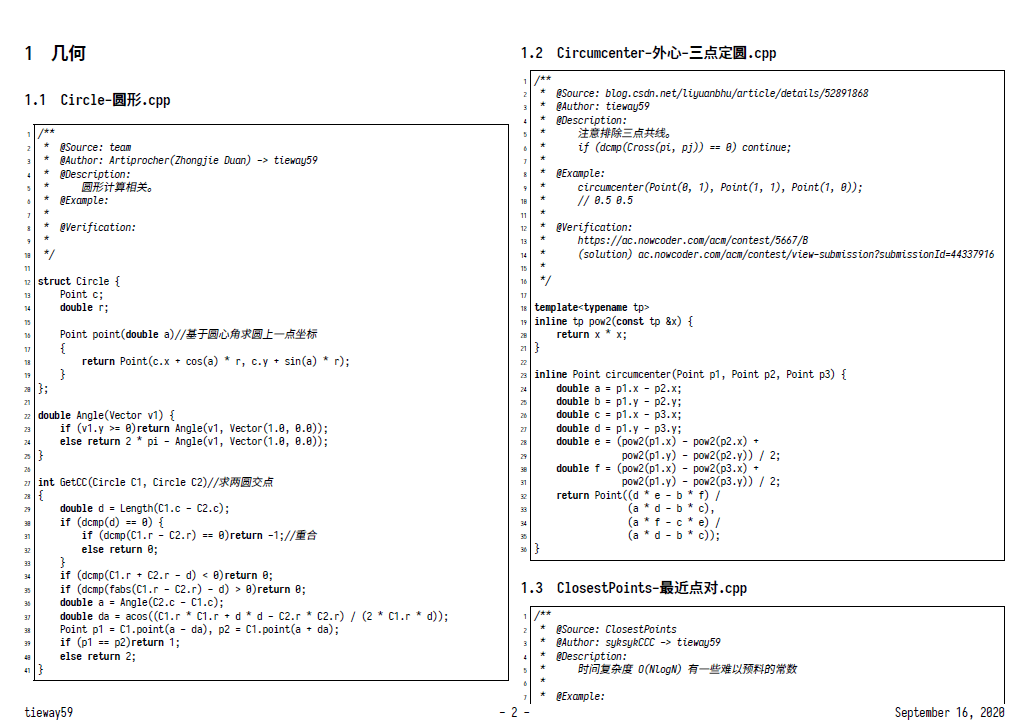 1 几何
1.1 Circle-圆形.cpp
1 /**
2  *  @Source: team
3  *  @Author: Artiprocher(Zhongjie Duan) -> tieway59
4  *  @Description:
5  *      圆形计算相关。
6  *  @Example:
7  *
8  *  @Verification:
9  *
10  */
11
12 struct Circle {
13     Point c;
14     double r;
15
16     Point point(double a)//基于圆心角求圆上一点坐标
17     {
18         return Point(c.x + cos(a) * r, c.y + sin(a) * r);
19     }
20 };
21
22 double Angle(Vector v1) {
23     if (v1.y >= 0)return Angle(v1, Vector(1.0, 0.0));
24     else return 2 * pi - Angle(v1, Vector(1.0, 0.0));
25 }
26
27 int GetCC(Circle C1, Circle C2)//求两圆交点
28 {
29     double d = Length(C1.c - C2.c);
30     if (dcmp(d) == 0) {
31         if (dcmp(C1.r - C2.r) == 0)return -1;//重合
32         else return 0;
33     }
34     if (dcmp(C1.r + C2.r - d) < 0)return 0;
35     if (dcmp(fabs(C1.r - C2.r) - d) > 0)return 0;
36     double a = Angle(C2.c - C1.c);
37     double da = acos((C1.r * C1.r + d * d - C2.r * C2.r) / (2 * C1.r * d));
38     Point p1 = C1.point(a - da), p2 = C1.point(a + da);
39     if (p1 == p2)return 1;
40     else return 2;
41 }
1.2 Circumcenter-外心-三点定圆.cpp
1 /**
2  *  @Source: blog.csdn.net/liyuanbhu/article/details/52891868
3  *  @Author: tieway59
4  *  @Description:
5  *      注意排除三点共线。
6  *      if (dcmp(Cross(pi, pj)) == 0) continue;
7  *
8  *  @Example:
9  *      circumcenter(Point(0, 1), Point(1, 1), Point(1, 0));
10  *      // 0.5 0.5
11  *
12  *  @Verification:
13  *      https://ac.nowcoder.com/acm/contest/5667/B
14  *      (solution) ac.nowcoder.com/acm/contest/view-submission?submissionId=44337916
15  *
16  */
17
18 template<typename tp>
19 inline tp pow2(const tp &x) {
20     return x * x;
21 }
22
23 inline Point circumcenter(Point p1, Point p2, Point p3) {
24     double a = p1.x - p2.x;
25     double b = p1.y - p2.y;
26     double c = p1.x - p3.x;
27     double d = p1.y - p3.y;
28     double e = (pow2(p1.x) - pow2(p2.x) +
29                 pow2(p1.y) - pow2(p2.y)) / 2;
30     double f = (pow2(p1.x) - pow2(p3.x) +
31                 pow2(p1.y) - pow2(p3.y)) / 2;
32     return Point((d * e - b * f) /
33                  (a * d - b * c),
34                  (a * f - c * e) /
35                  (a * d - b * c));
36 }
1.3 ClosestPoints-最近点对.cpp
1 /**
2  *  @Source: ClosestPoints
3  *  @Author: syksykCCC -> tieway59
4  *  @Description:
5  *      时间复杂度 O(NlogN) 有一些难以预料的常数
6  *
7  *  @Example:
tieway59
- 2 -
September 16, 2020